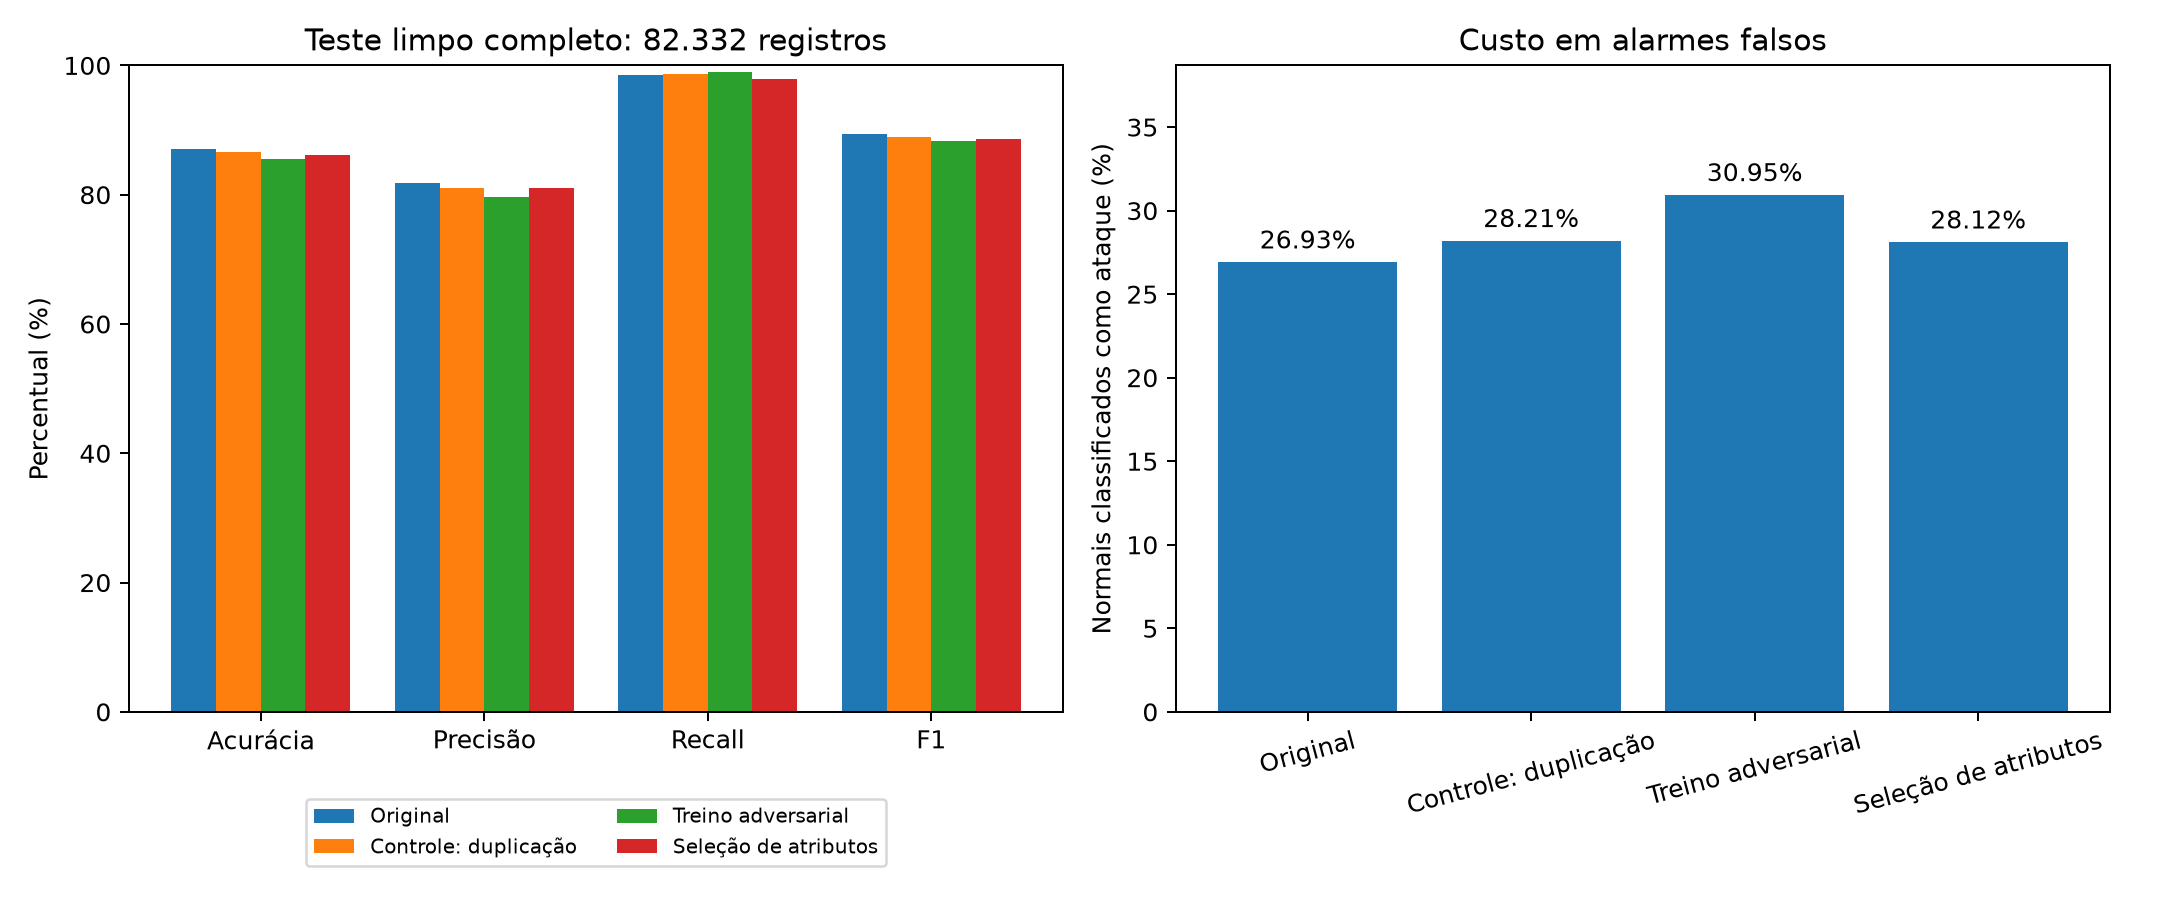 Teste limpo completo: 82.332 registros
Percentual (%)
100
80
60
40
20
0
Acurácia
Precisão
Recall
F1
Original
Controle: duplicação
Treino adversarial
Seleção de atributos
Custo em alarmes falsos
Normais classificados como ataque (%)
35
30
25
20
15
10
5
0
26.93%
28.21%
30.95%
28.12%
Original
Controle: duplicação
Treino adversarial
Seleção de atributos